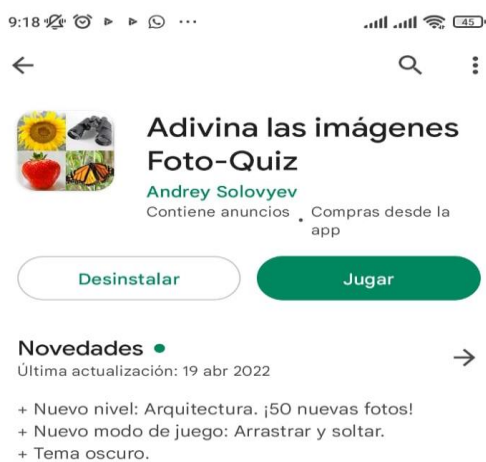 9:18
45
Adivina las imágenes
Foto-Quiz
Andrey Solovyev
Contiene anuncios . Compras desde la
app
Desinstalar
Jugar
Novedades
Última actualización: 19 abr 2022
+ Nuevo nivel: Arquitectura. ¡50 nuevas fotos!
+ Nuevo modo de juego: Arrastrar y soltar.
+ Tema oscuro.